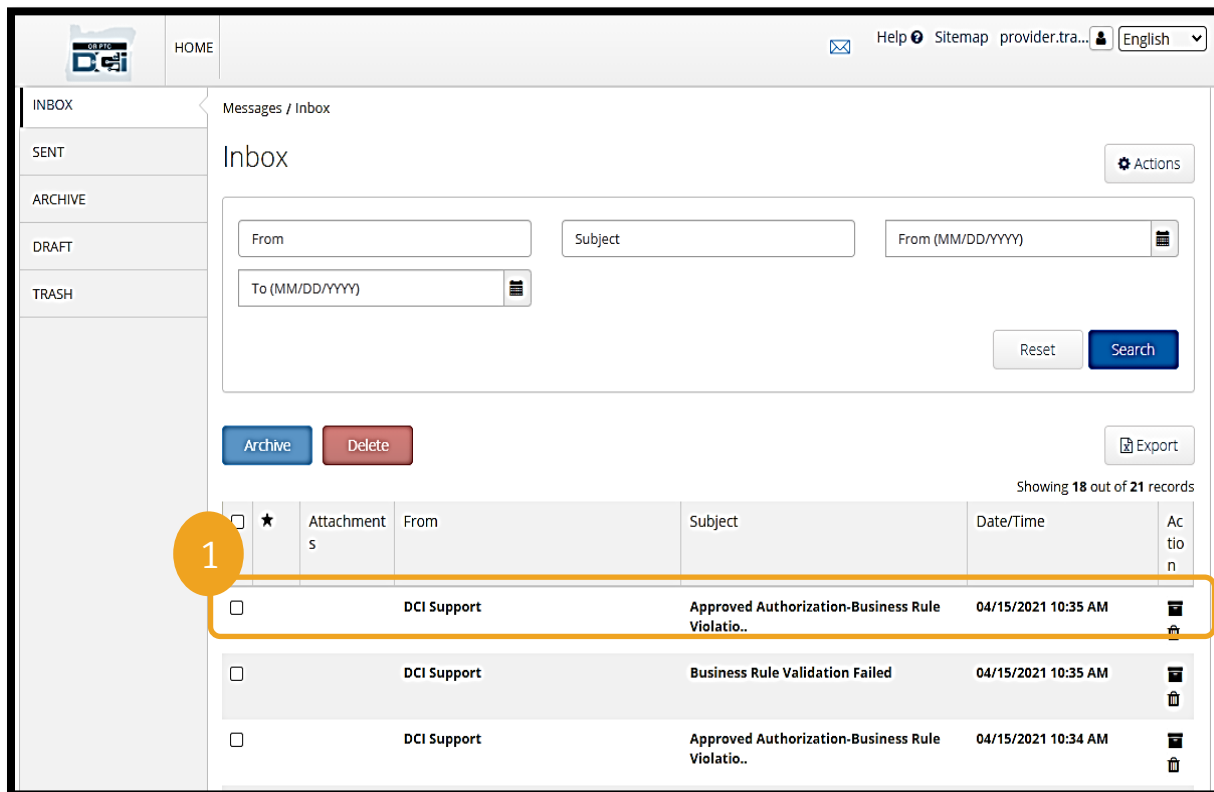 OR PTC
DCI
HOME
Help Sitemap provider.tra... English
INBOX
SENT
ARCHIVE
DRAFT
TRASH
Messages / Inbox
Inbox
Actions
From
Subject
From (MM/DD/YYYY)
To (MM/DD/YYYY)
Reset
Search
Archive
Delete
Export
Showing 18 out of 21 records
Attachment
s
From
Subject
Date/Time
Ac
tio
n
1
DCI Support
Approved Authorization-Business Rule
Violatio..
04/15/2021 10:35 AM
DCI Support
Business Rule Validation Failed
04/15/2021 10:35 AM
DCI Support
Approved Authorization-Business Rule
Violatio..
04/15/2021 10:34 AM